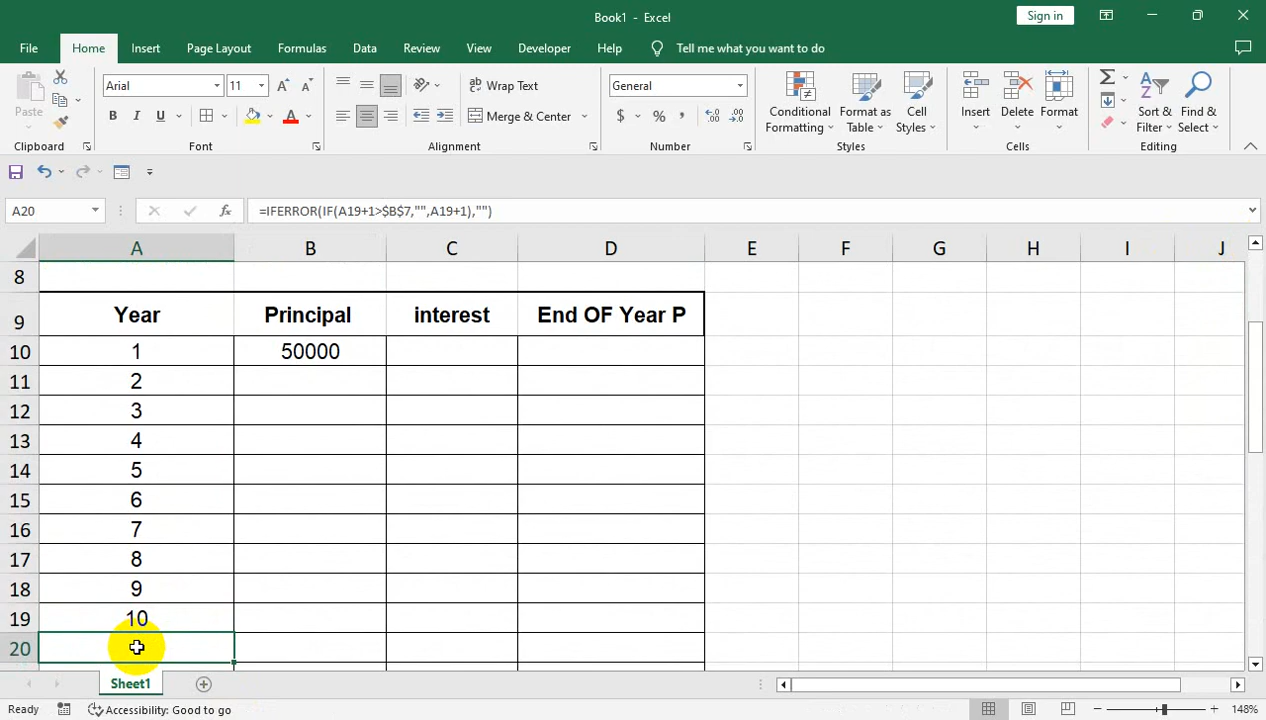 Book1 - Excel
Sign in
File Home Insert Page Layout Formulas Data Review View Developer Help Tell me what you want to do
Paste
Clipboard
Arial 11
B I U
Font
ab Wrap Text
Merge & Center
Alignment
General
$ % ,
Number
Conditional Formatting
Format as Table
Cell Styles
Styles
Insert
Delete
Format
Cells
Sort & Filter
Find & Select
Editing
A20 fx =IFERROR(IF(A19+1>$B$7,"",A19+1),"")
A B C D E F G H I J
8
9 Year Principal interest End OF Year P
10 1 50000
11 2
12 3
13 4
14 5
15 6
16 7
17 8
18 9
19 10
20
Sheet1
Ready Accessibility: Good to go 148%